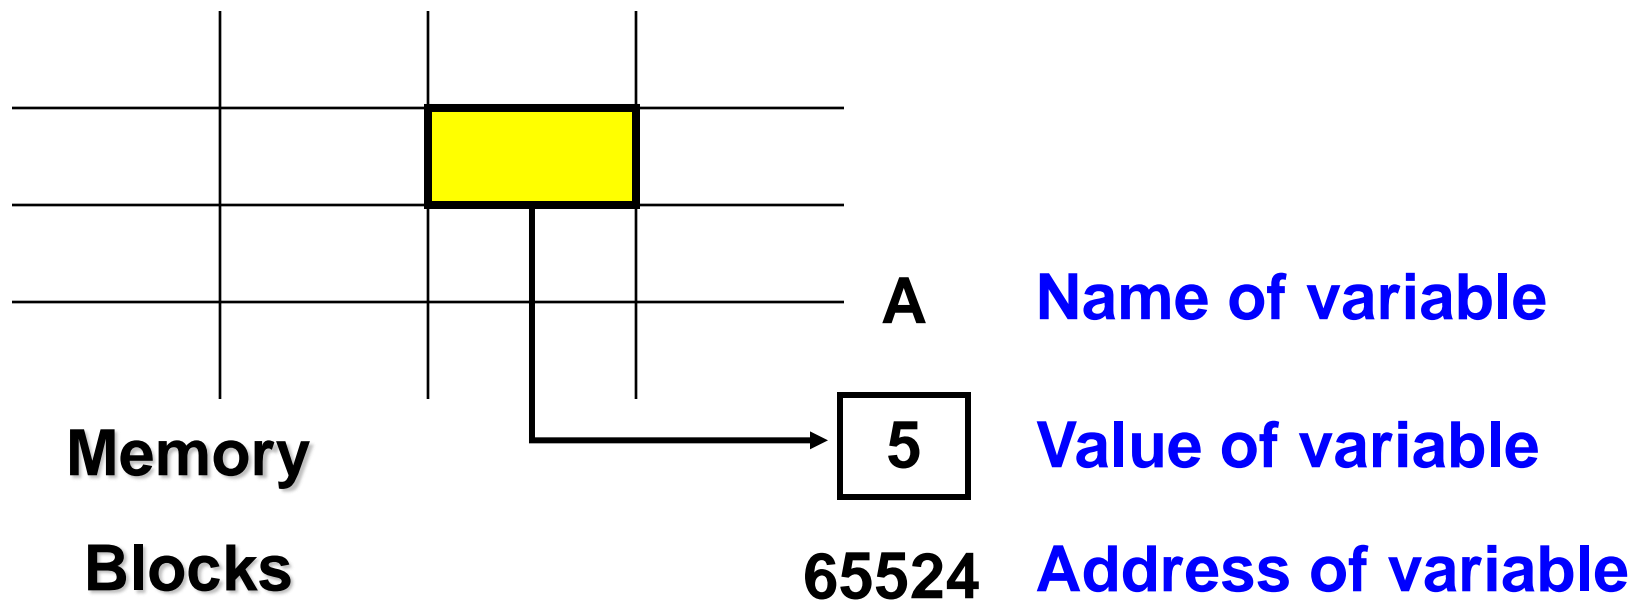 A Name of variable
5 Value of variable
Memory
Blocks
65524 Address of variable